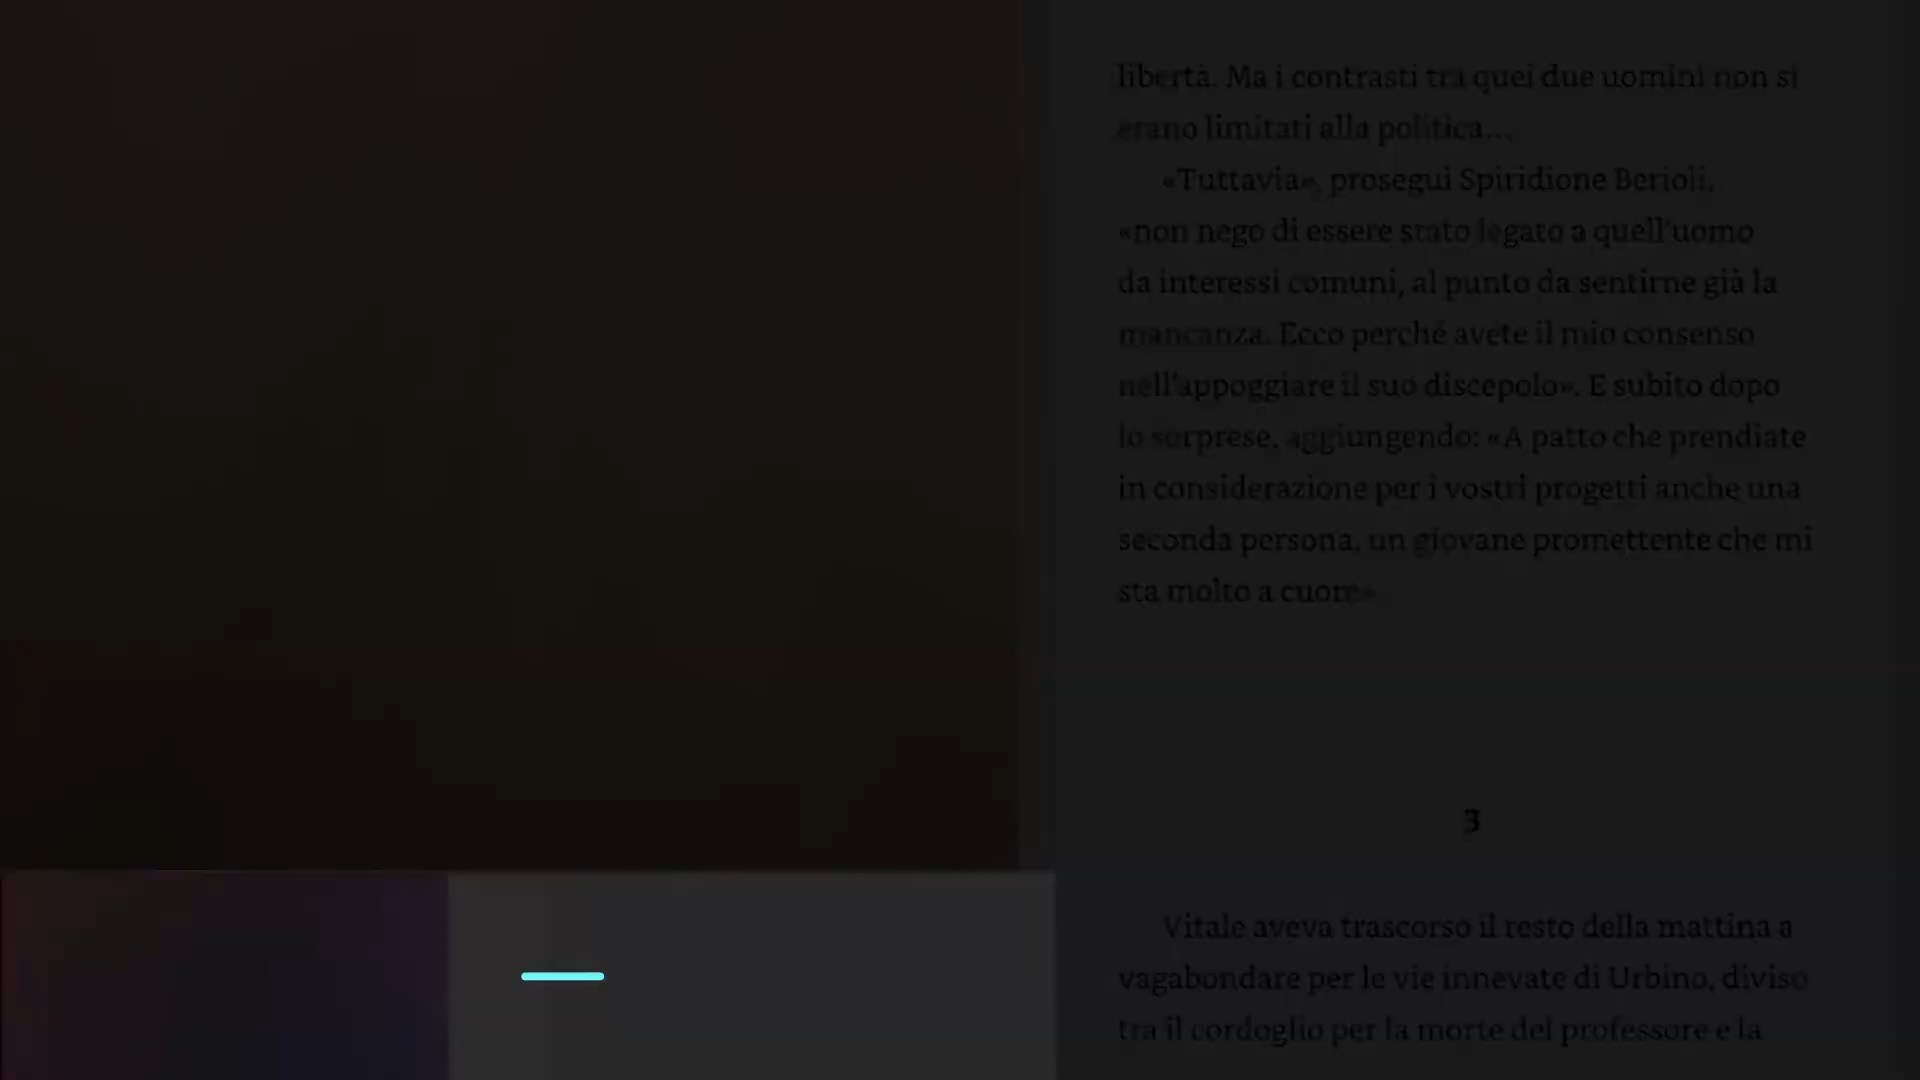 libertà. Ma i contrasti tra quei due uomini non si
erano limitati alla politica...
«Tuttavia», proseguì Spiridione Berioli,
«non nego di essere stato legato a quell'uomo
da interessi comuni, al punto da sentirne già la
mancanza. Ecco perché avete il mio consenso
nell'appoggiare il suo discepolo». E subito dopo
lo sorprese, aggiungendo: «A patto che prendiate
in considerazione per i vostri progetti anche una
seconda persona, un giovane promettente che mi
sta molto a cuore».
3
Vitale aveva trascorso il resto della mattina a
vagabondare per le vie innevate di Urbino, diviso
tra il cordoglio per la morte del professore e la